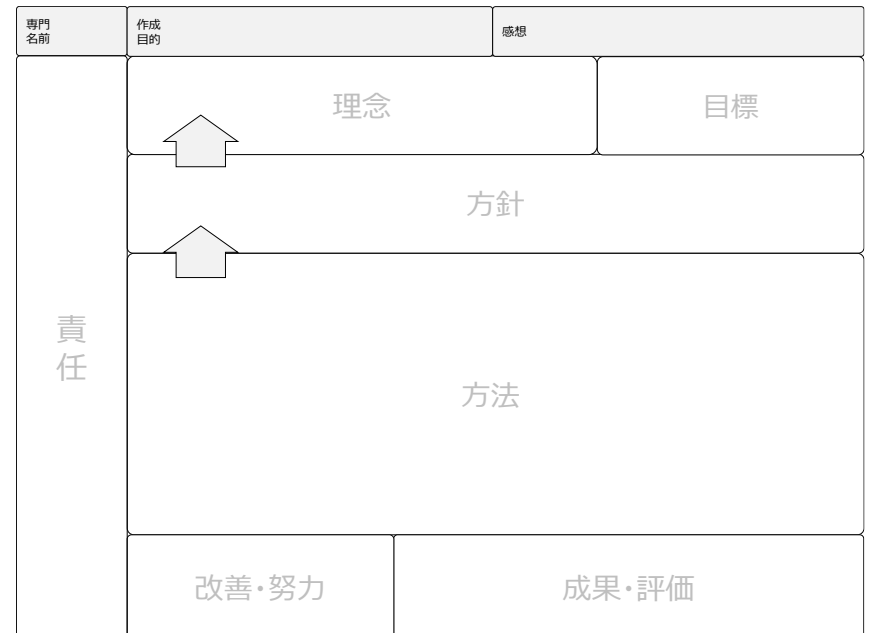 専門
名前
作成
目的
感想
理念
目標
方針
責
任
方法
改善・努力
成果・評価